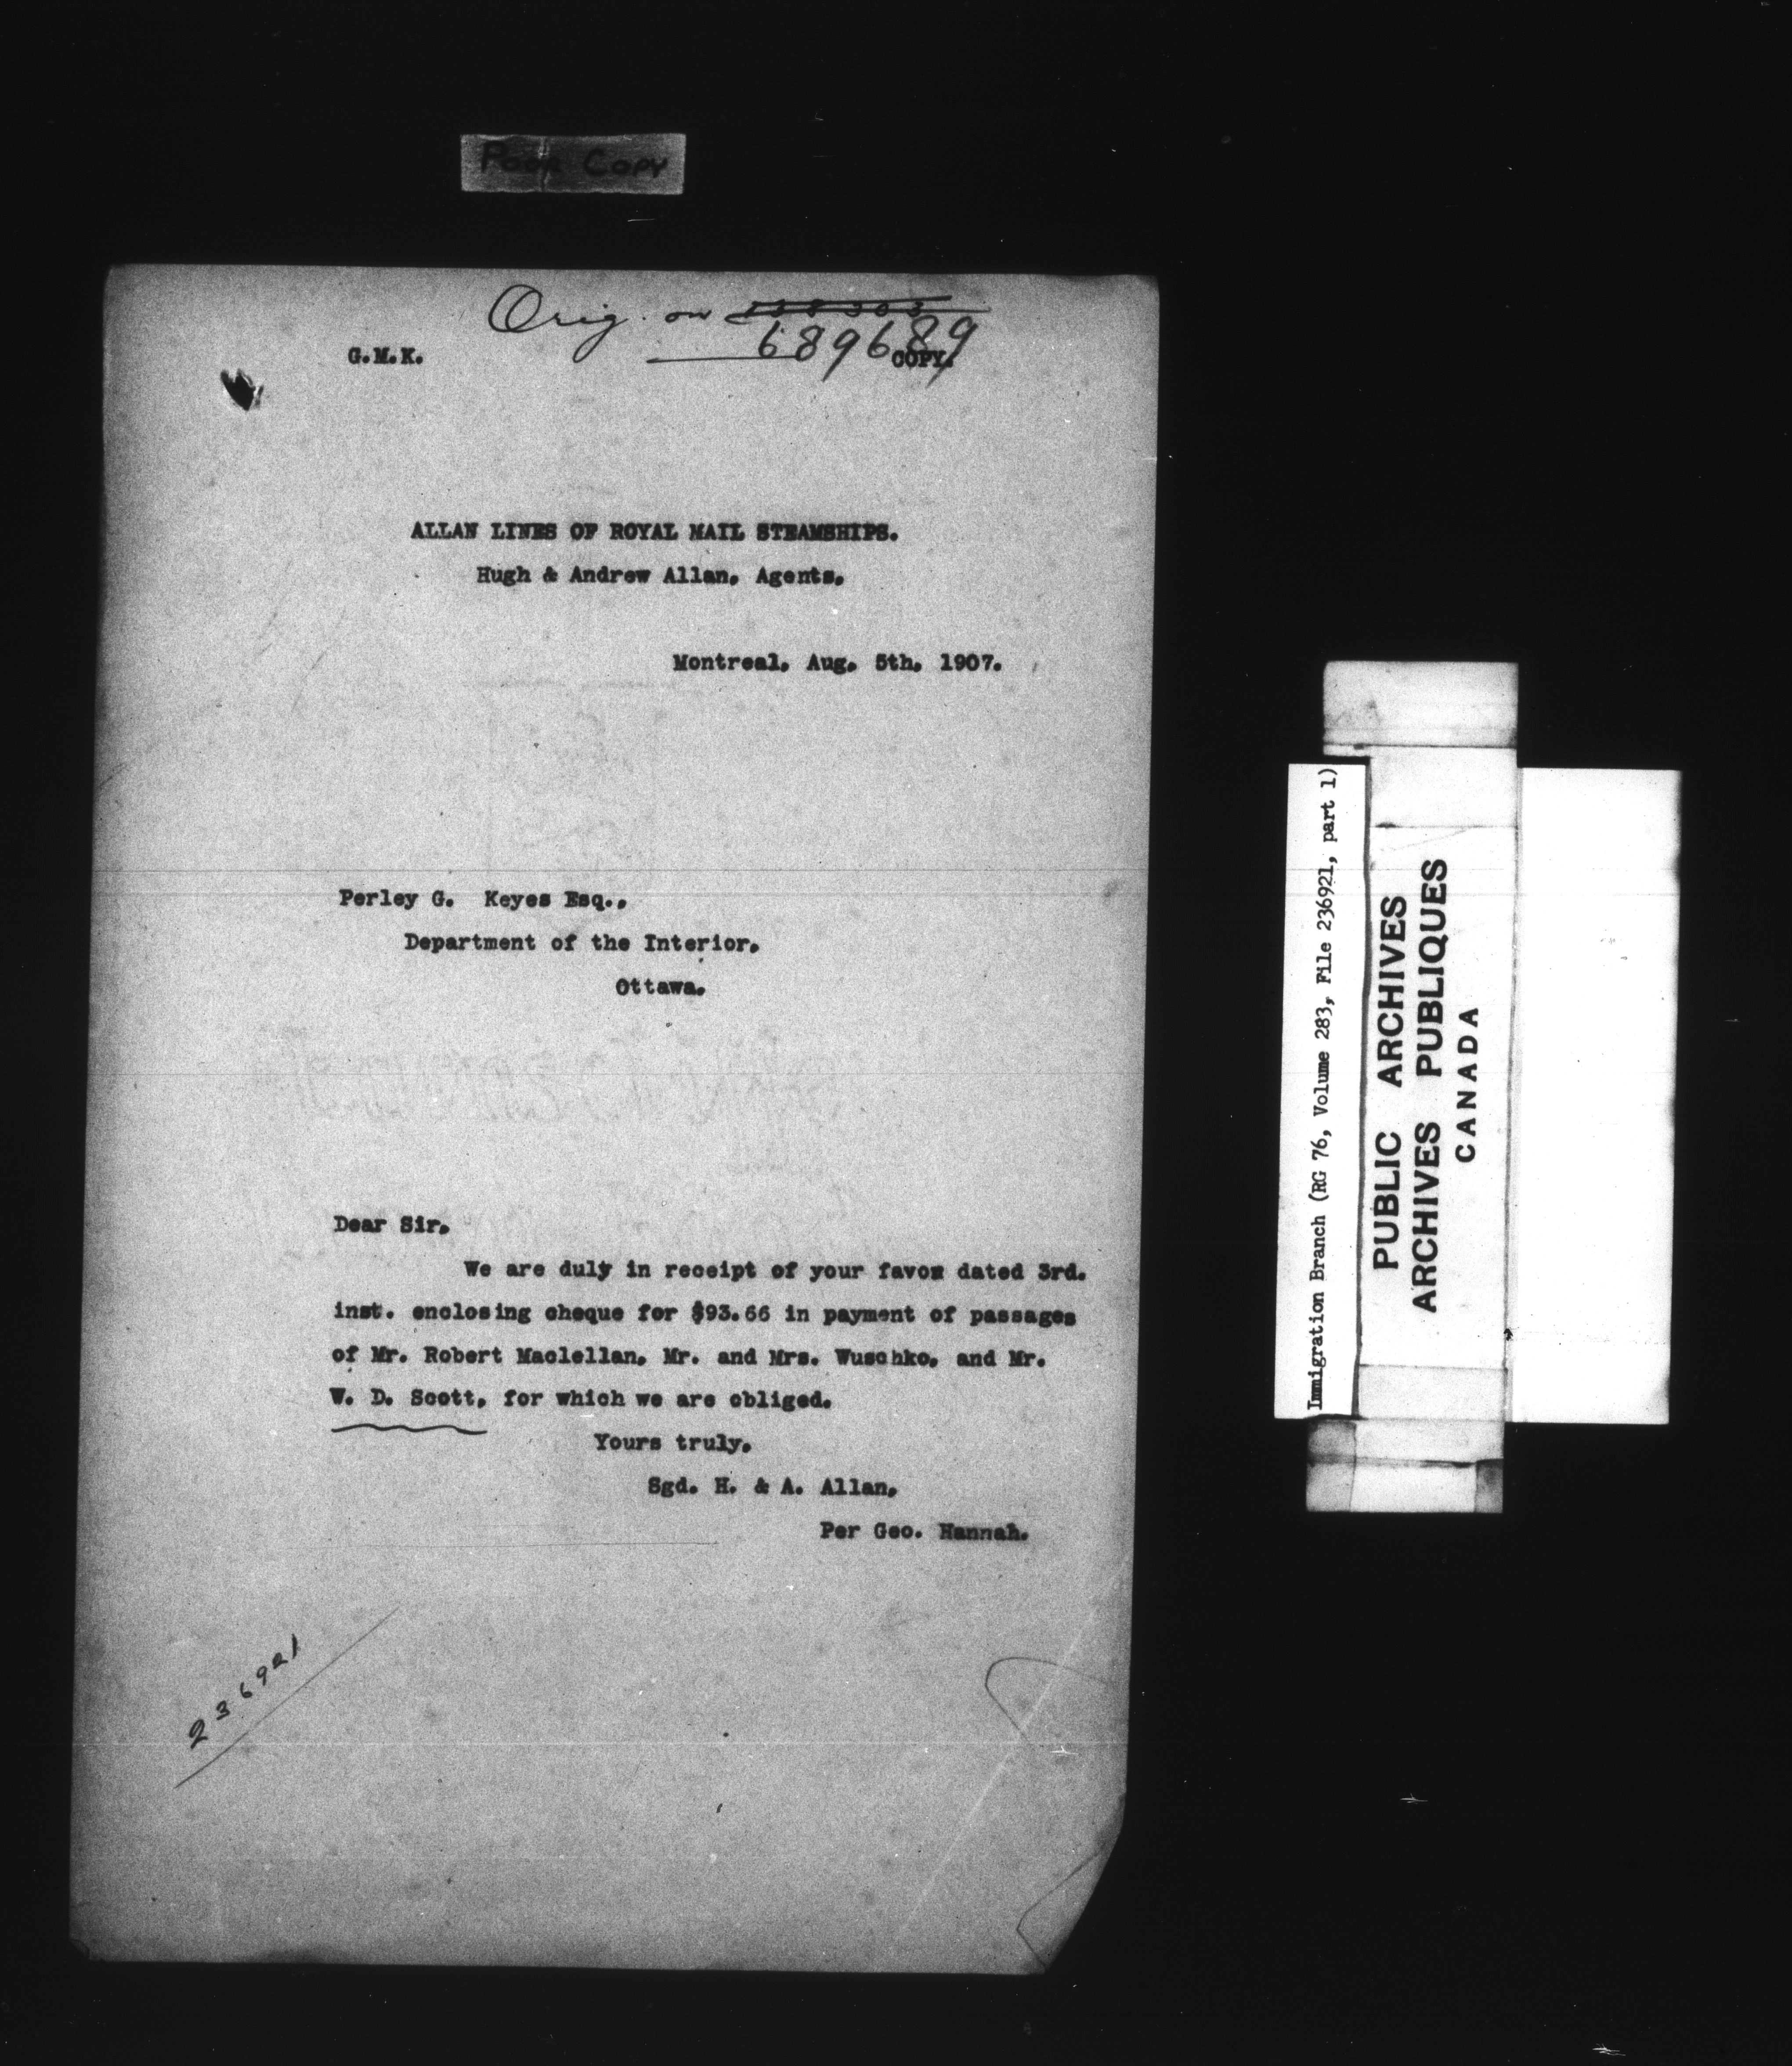 Poor Copy
Orig. on 138303
689689
G.M.K.
COPY.
ALLAN LINES OF ROYAL MAIL STEAMSHIPS.
Hugh & Andrew Allan, Agents,
Montreal, Aug. 5th, 1907.
Perley G. Keyes Esq.,
Department of the Interior,
Ottawa.
Dear Sir,
We are duly in receipt of your favor dated 3rd.
inst. enclosing cheque for $93.66 in payment of passages
of Mr. Robert Maclellan, Mr. and Mrs. Wuschko, and Mr.
W. D. Scott, for which we are obliged.
Yours truly,
Sgd. H. & A. Allan,
Per Geo. Hannah.
236921
Immigration Branch (RG 76, Volume 283, File 236921, part 1)
PUBLIC ARCHIVES
ARCHIVES PUBLIQUES
CANADA